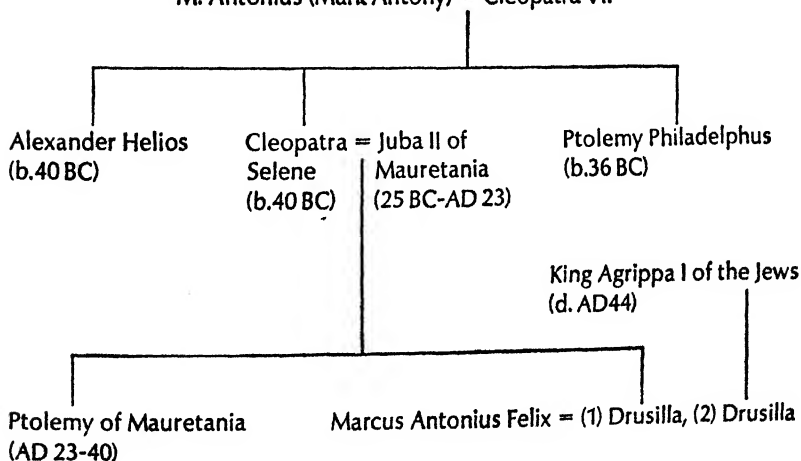 M. Antonius (Mark Antony) = Cleopatra VII
Alexander Helios
(b.40 BC)
Cleopatra = Juba II of
Selene Mauretania
(b.40 BC) (25 BC-AD 23)
Ptolemy Philadelphus
(b.36 BC)
King Agrippa I of the Jews
(d. AD44)
Ptolemy of Mauretania
(AD 23-40)
Marcus Antonius Felix = (1) Drusilla, (2) Drusilla